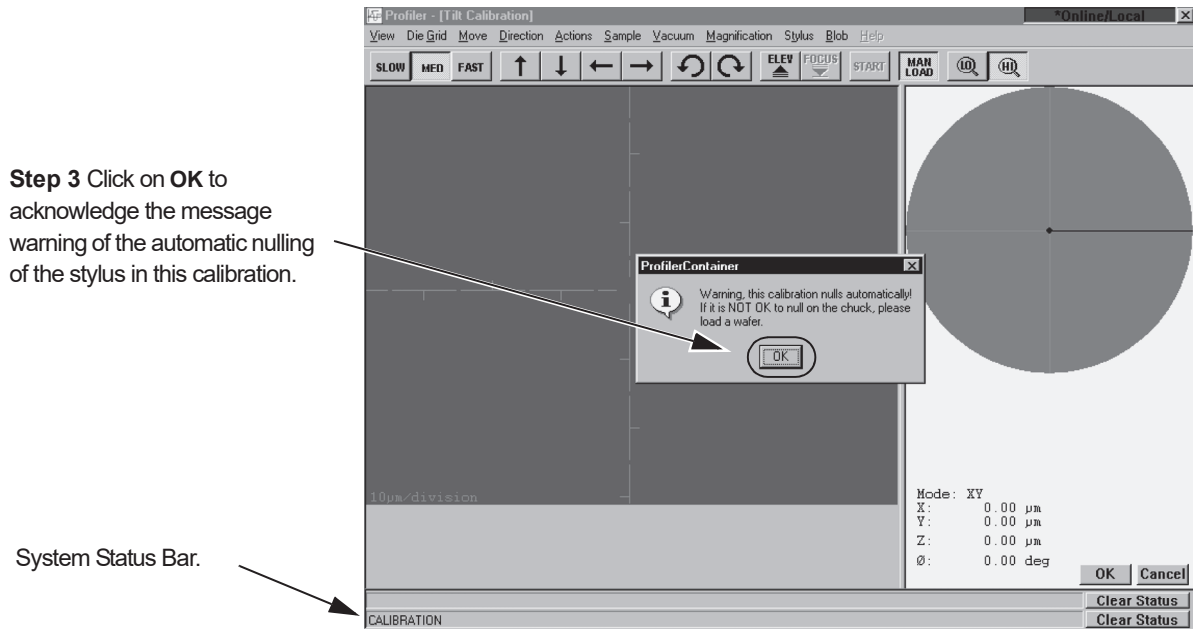 Profiler - [Tilt Calibration]
*Online/Local
View Die Grid Move Direction Actions Sample Vacuum Magnification Stylus Blob Help
SLOW MED FAST ELEV FOCUS START MAN LOAD LO HI
Step 3 Click on OK to
acknowledge the message
warning of the automatic nulling
of the stylus in this calibration.
ProfilerContainer
Warning, this calibration nulls automatically!
If it is NOT OK to null on the chuck, please
load a wafer.
OK
10µm/division
Mode: XY
X: 0.00 µm
Y: 0.00 µm
Z: 0.00 µm
Ø: 0.00 deg
OK Cancel
System Status Bar.
Clear Status
CALIBRATION
Clear Status